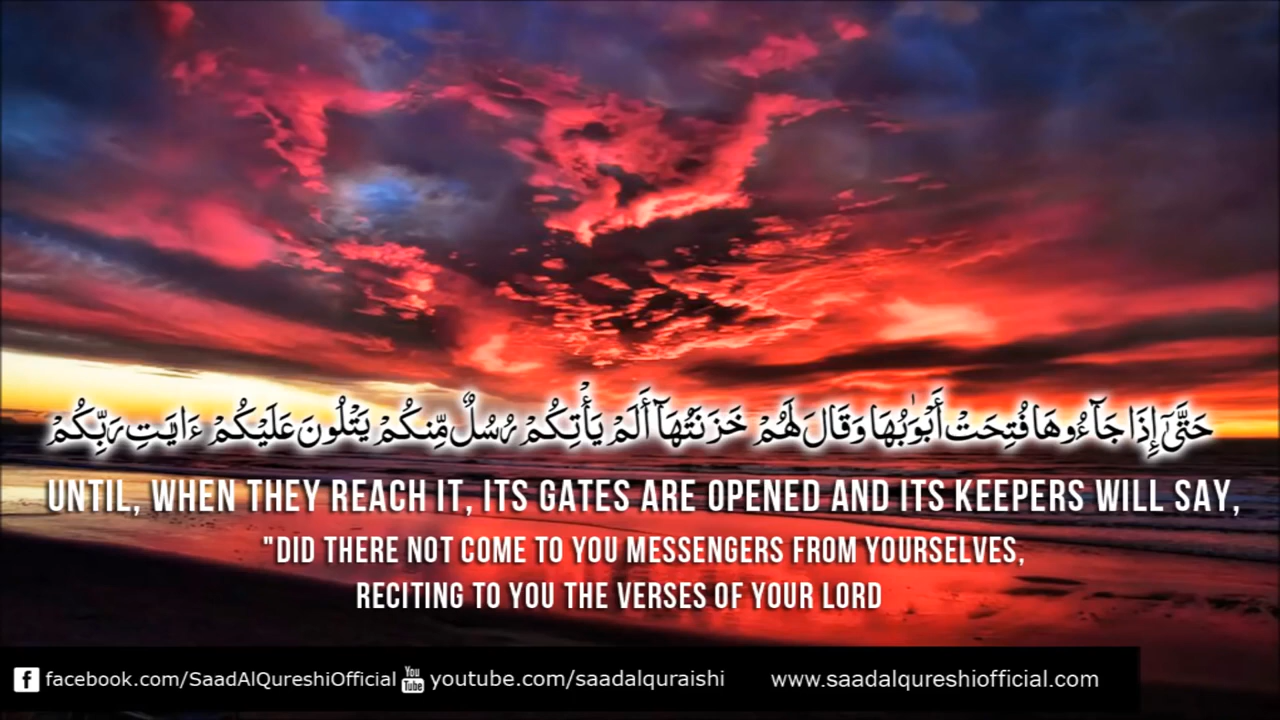 حَتَّىٰٓ إِذَا جَآءُوهَا فُتِحَتْ أَبْوَٰبُهَا وَقَالَ لَهُمْ خَزَنَتُهَآ أَلَمْ يَأْتِكُمْ رُسُلٌ مِّنكُمْ يَتْلُونَ عَلَيْكُمْ ءَايَٰتِ رَبِّكُمْ
UNTIL, WHEN THEY REACH IT, ITS GATES ARE OPENED AND ITS KEEPERS WILL SAY,
"DID THERE NOT COME TO YOU MESSENGERS FROM YOURSELVES,
RECITING TO YOU THE VERSES OF YOUR LORD
f facebook.com/SaadAlQureshiOfficial You Tube youtube.com/saadalquraishi www.saadalqureshiofficial.com